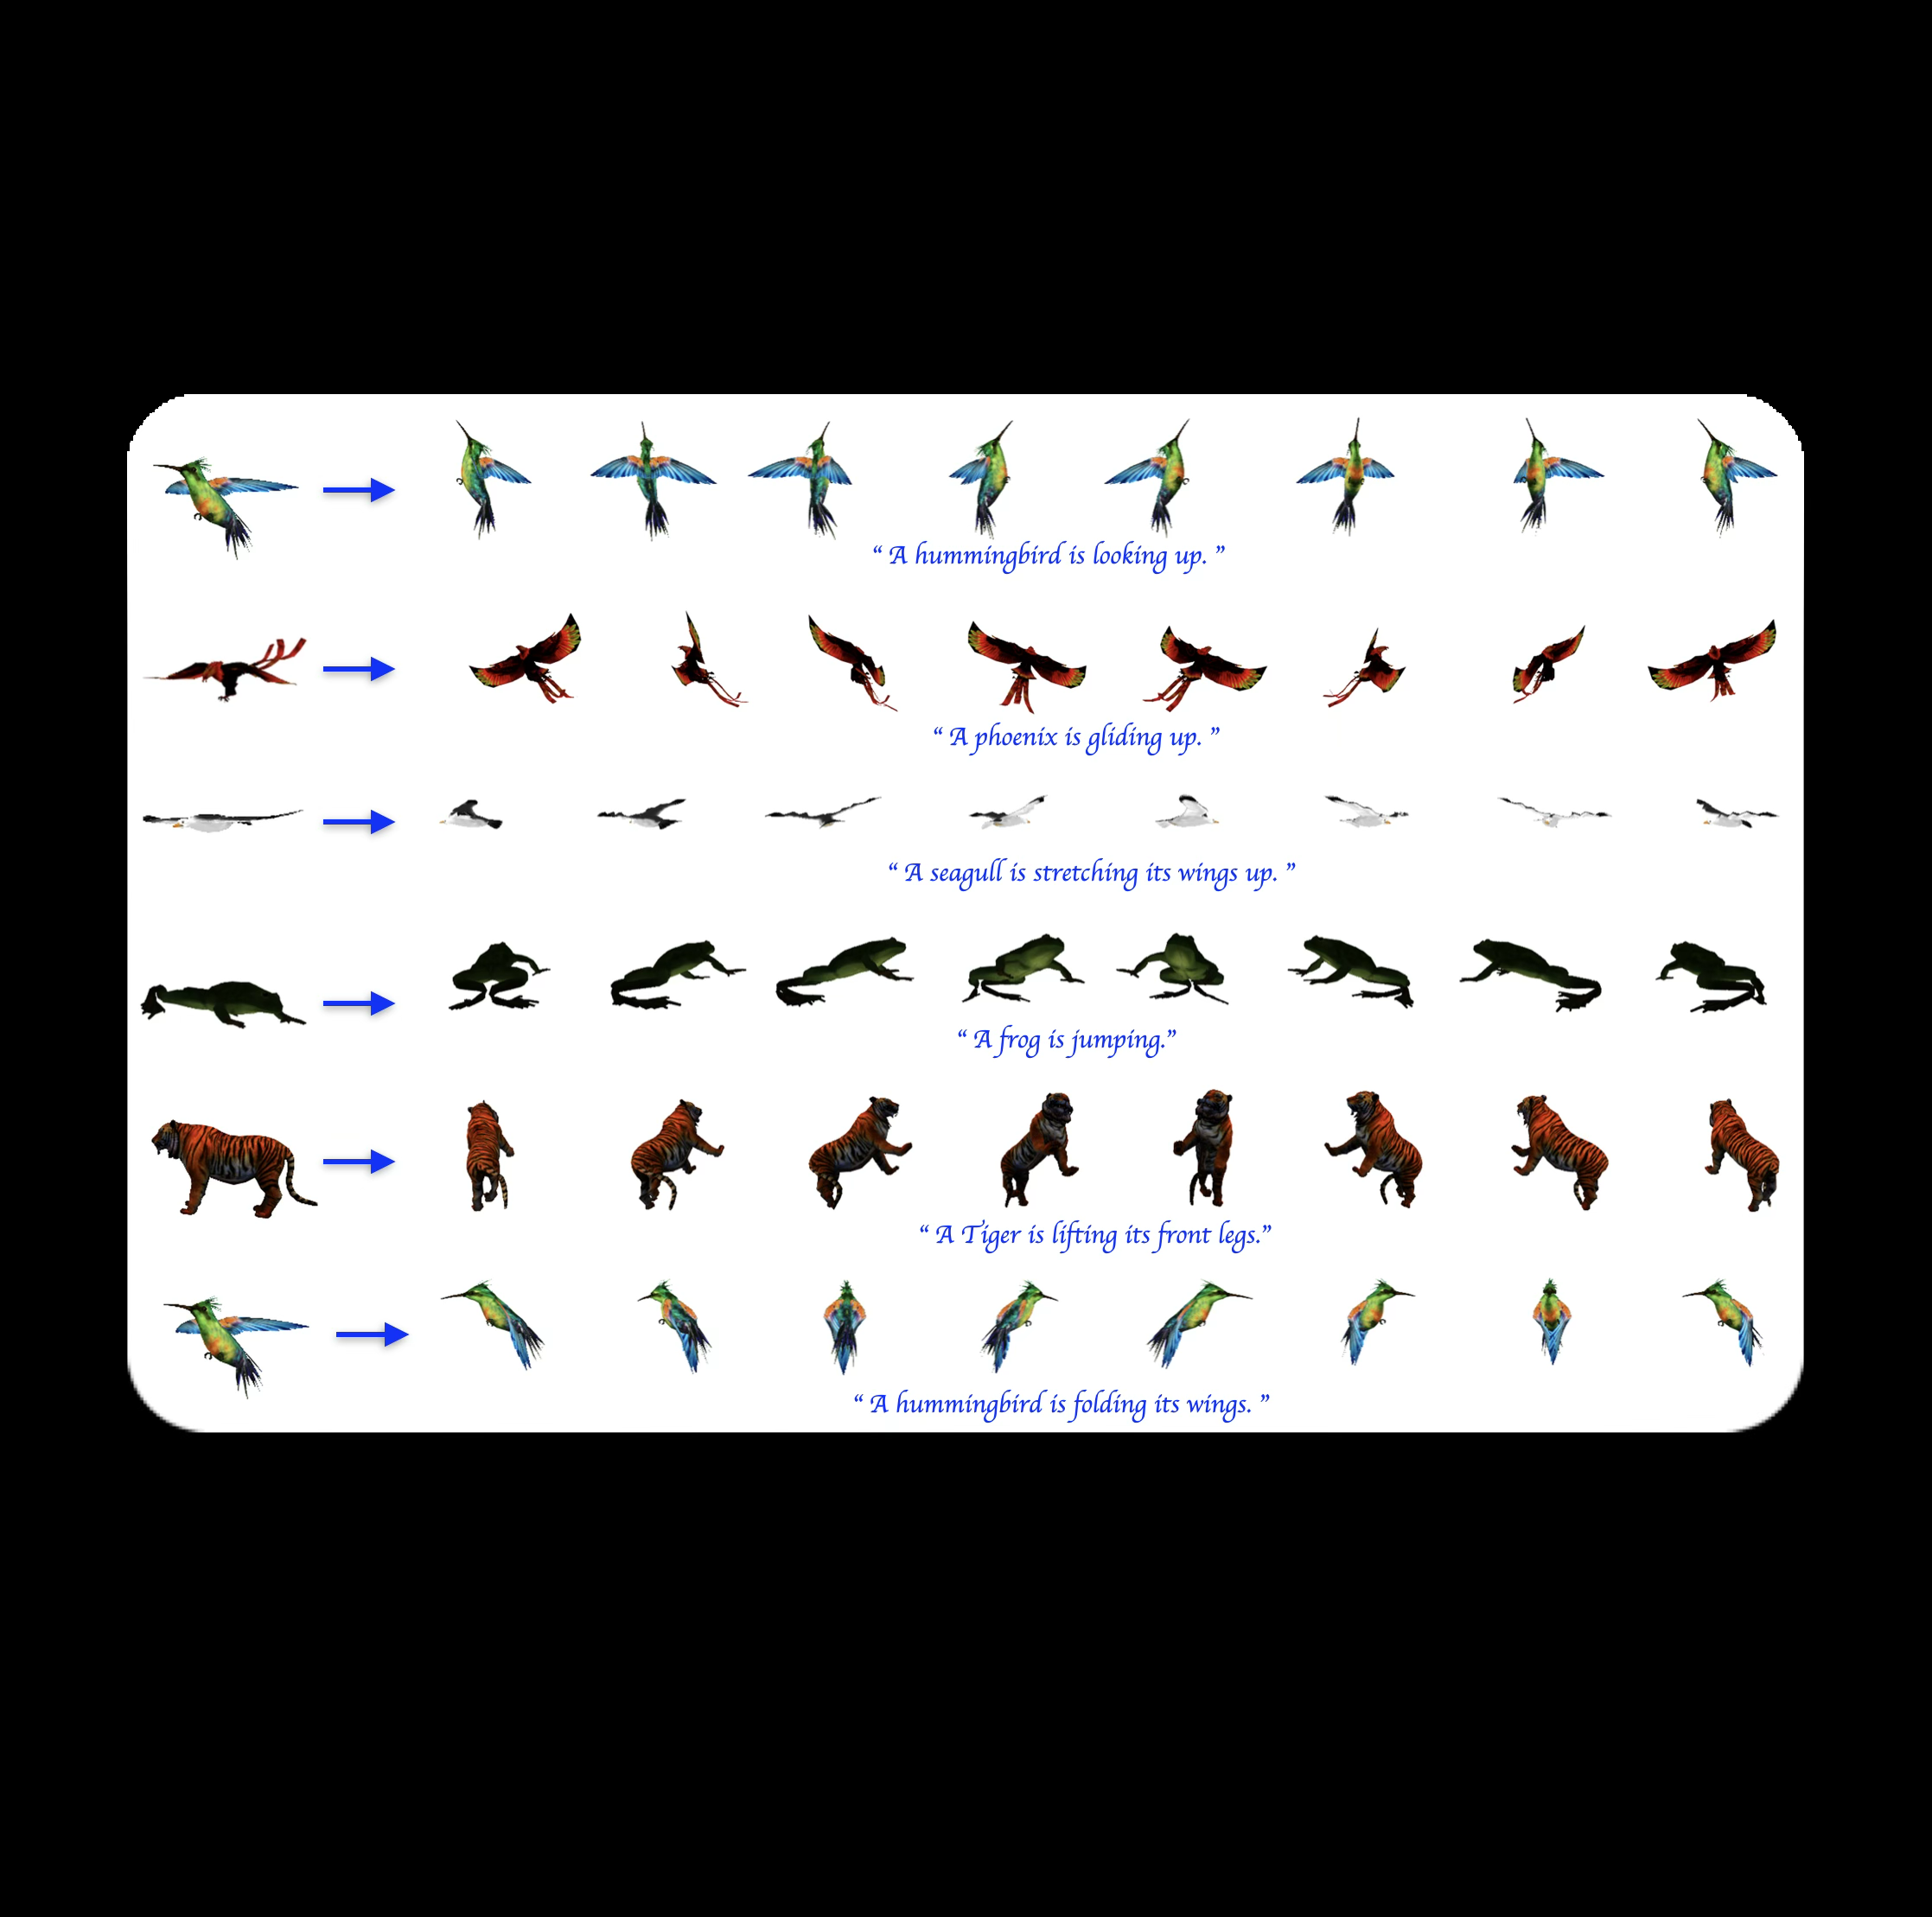 “ A hummingbird is looking up. ”
“ A phoenix is gliding up. ”
“ A seagull is stretching its wings up. ”
“ A frog is jumping.”
“ A Tiger is lifting its front legs.”
“ A hummingbird is folding its wings. ”